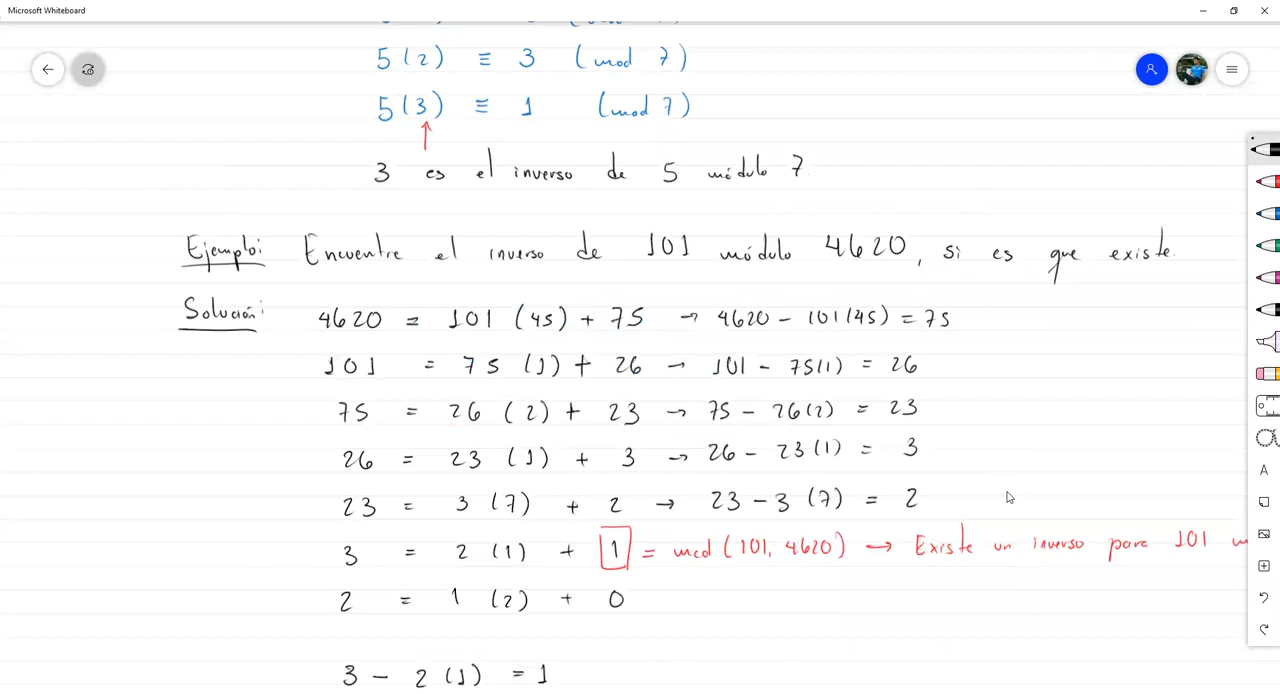 Microsoft Whiteboard
5 (2) ≡ 3 (mod 7)
5 (3) ≡ 1 (mod 7)
3 es el inverso de 5 módulo 7.
Ejemplo: Encuentre el inverso de 101 módulo 4620, si es que existe.
Solución:
4620 = 101 (45) + 75 → 4620 - 101(45) = 75
101 = 75 (1) + 26 → 101 - 75(1) = 26
75 = 26 (2) + 23 → 75 - 26(2) = 23
26 = 23 (1) + 3 → 26 - 23(1) = 3
23 = 3 (7) + 2 → 23 - 3 (7) = 2
3 = 2 (1) + 1 = mcd (101, 4620) → Existe un inverso para 101
2 = 1 (2) + 0
3 - 2 (1) = 1
A